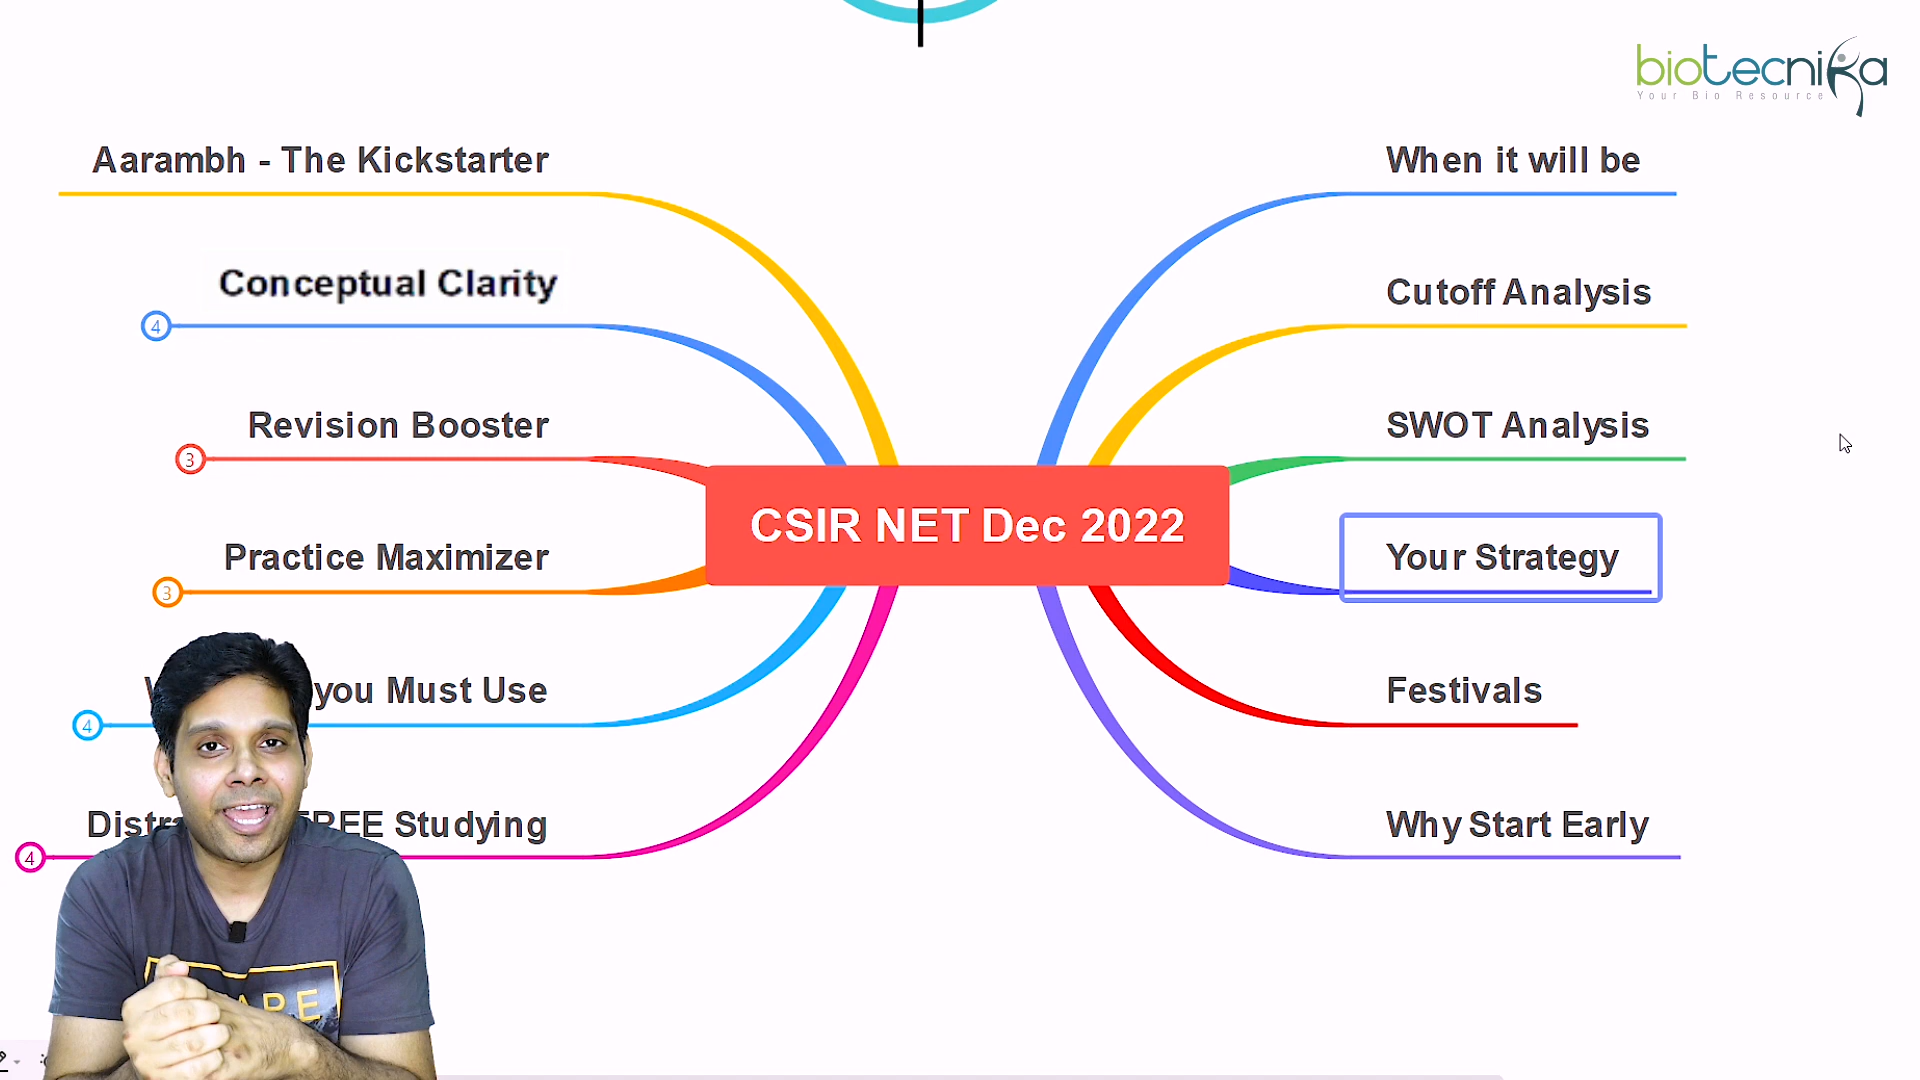 biotecnika
Your Bio Resource
Aarambh - The Kickstarter
Conceptual Clarity
4
Revision Booster
3
Practice Maximizer
3
you Must Use
4
FREE Studying
4
CSIR NET Dec 2022
When it will be
Cutoff Analysis
SWOT Analysis
Your Strategy
Festivals
Why Start Early